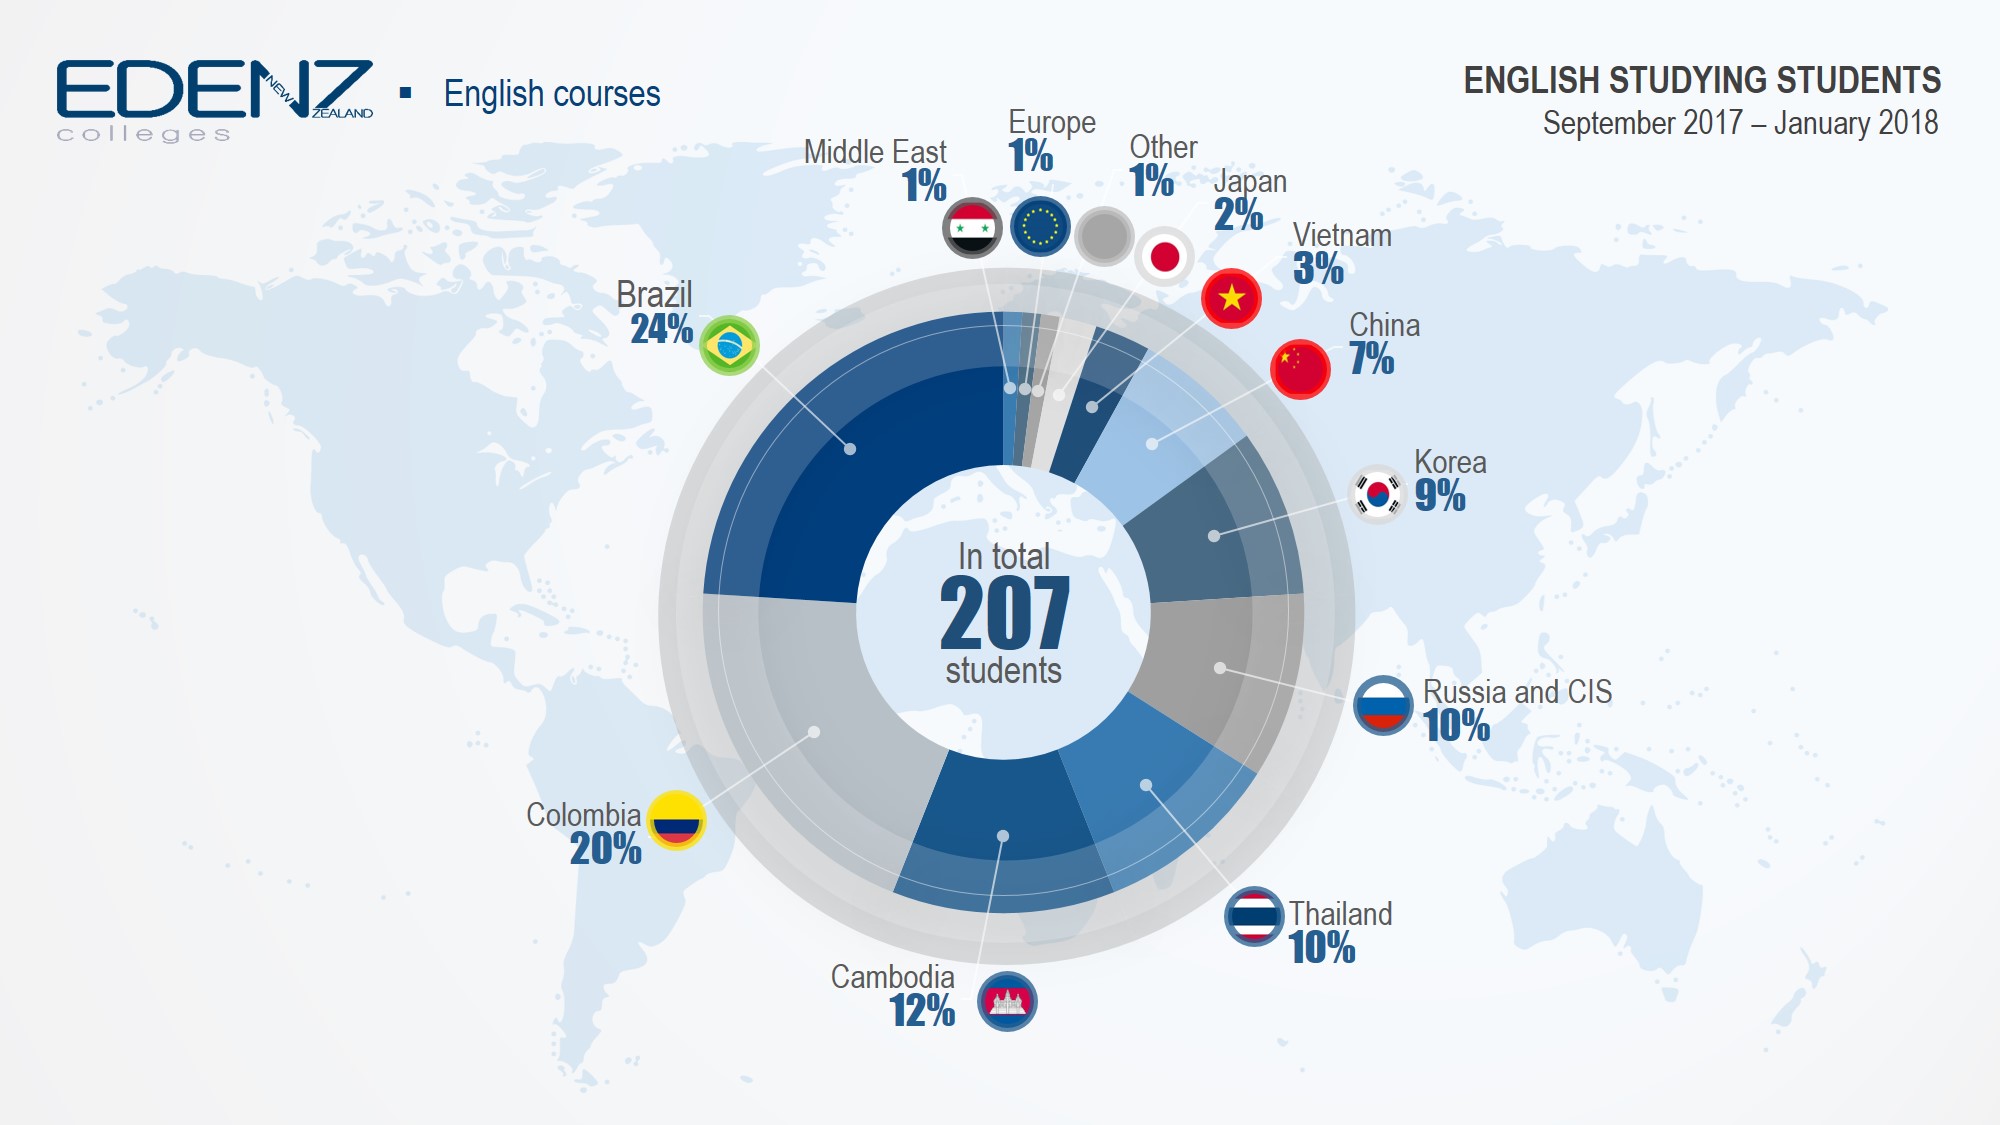 EDENZ
NEW
ZEALAND
colleges
▪ English courses
ENGLISH STUDYING STUDENTS
September 2017 – January 2018
Middle East
1%
Europe
1%
Other
1%
Japan
2%
Vietnam
3%
China
7%
Korea
9%
Russia and CIS
10%
Thailand
10%
Cambodia
12%
Colombia
20%
Brazil
24%
In total
207
students